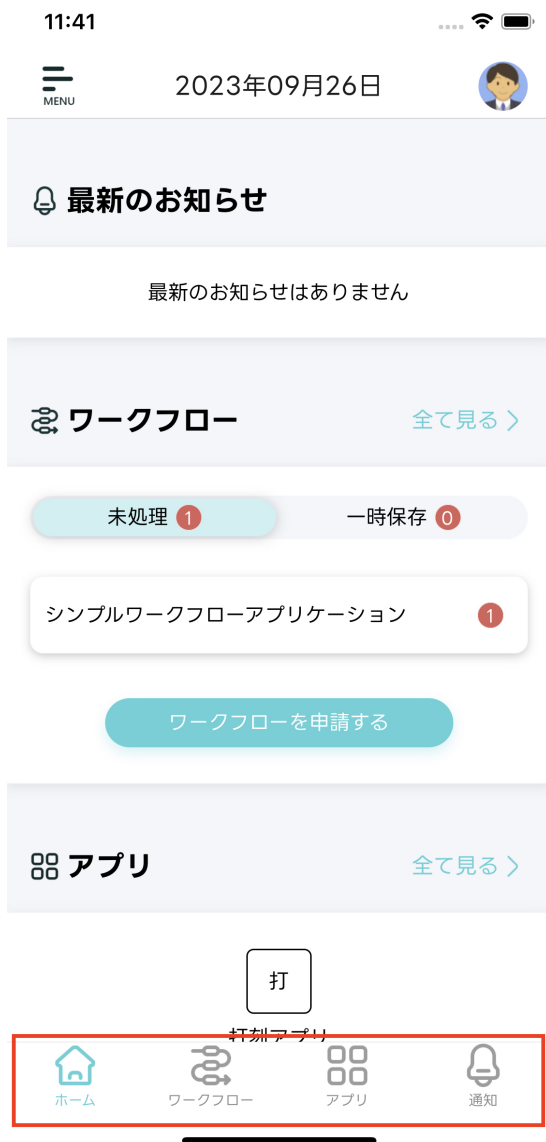 11:41
MENU
2023年09月26日
最新のお知らせ
最新のお知らせはありません
ワークフロー
全て見る
未処理 1
一時保存 0
シンプルワークフローアプリケーション 1
ワークフローを申請する
アプリ
全て見る
打
打刻アプリ
ホーム
ワークフロー
アプリ
通知